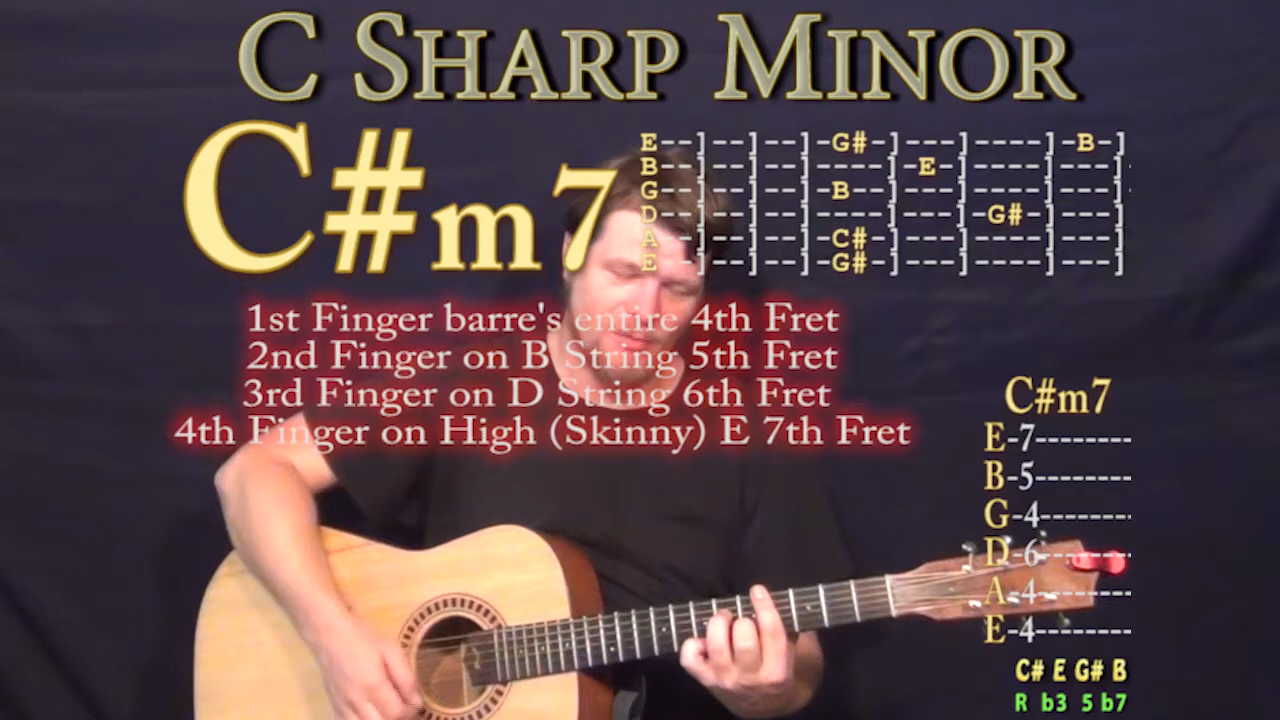 C SHARP MINOR
C#m7
E--]--]--]-G#-]---]----]-B-]
B--]--]--]----]-E-]----]---]
G--]--]--]-B--]---]----]---]
D--]--]--]----]---]-G#-]---]
A -]--]--]-C#-]---]----]---]
E--]--]--]-G#-]---]----]---]
1st Finger barre's entire 4th Fret
2nd Finger on B String 5th Fret
3rd Finger on D String 6th Fret
4th Finger on High (Skinny) E 7th Fret
C#m7
E-7--------
B-5--------
G-4--------
D-6--------
A-4--------
E-4--------
C# E G# B
R b3 5 b7